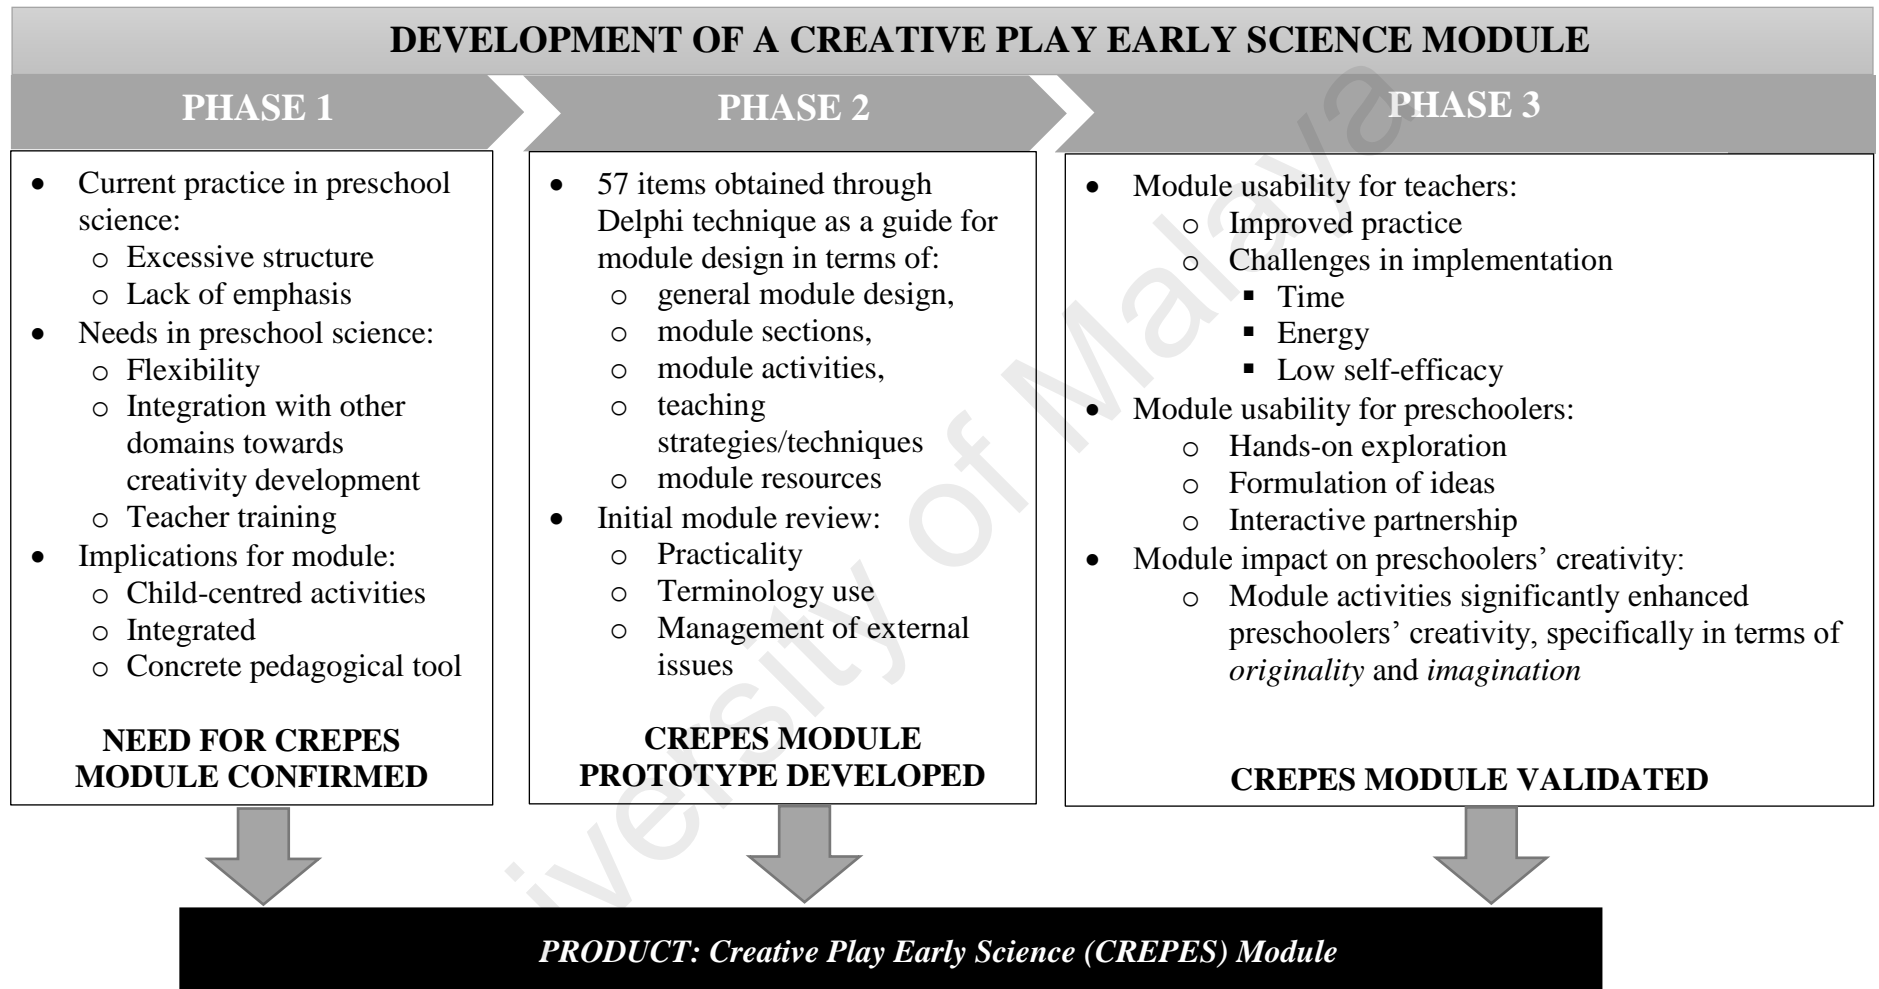 DEVELOPMENT OF A CREATIVE PLAY EARLY SCIENCE MODULE
PHASE 1
• Current practice in preschool
science:
o Excessive structure
o Lack of emphasis
• Needs in preschool science:
o Flexibility
o Integration with other
domains towards
creativity development
o Teacher training
• Implications for module:
o Child-centred activities
o Integrated
o Concrete pedagogical tool
NEED FOR CREPES
MODULE CONFIRMED
PHASE 2
• 57 items obtained through
Delphi technique as a guide for
module design in terms of:
o general module design,
o module sections,
o module activities,
o teaching
strategies/techniques
o module resources
• Initial module review:
o Practicality
o Terminology use
o Management of external
issues
CREPES MODULE
PROTOTYPE DEVELOPED
PHASE 3
• Module usability for teachers:
o Improved practice
o Challenges in implementation
▪ Time
▪ Energy
▪ Low self-efficacy
• Module usability for preschoolers:
o Hands-on exploration
o Formulation of ideas
o Interactive partnership
• Module impact on preschoolers’ creativity:
o Module activities significantly enhanced
preschoolers’ creativity, specifically in terms of
originality and imagination
CREPES MODULE VALIDATED
PRODUCT: Creative Play Early Science (CREPES) Module
iversity of Malaya